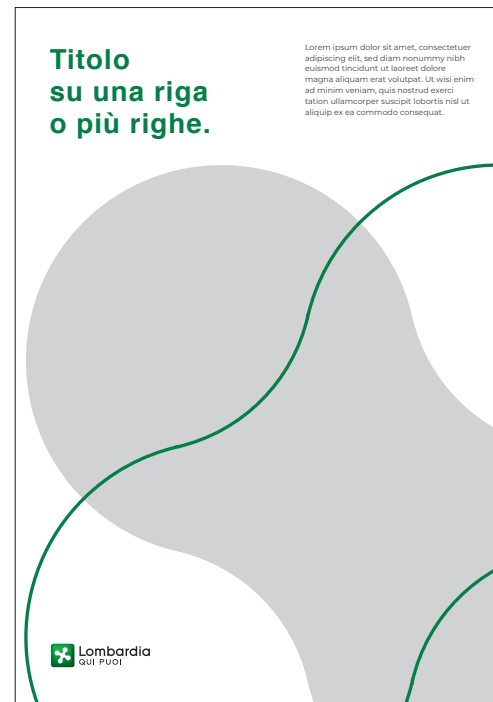 Titolo
su una riga
o più righe.
Lorem ipsum dolor sit amet, consectetuer
adipiscing elit, sed diam nonummy nibh
euismod tincidunt ut laoreet dolore
magna aliquam erat volutpat. Ut wisi enim
ad minim veniam, quis nostrud exerci
tation ullamcorper suscipit lobortis nisl ut
aliquip ex ea commodo consequat.
Lombardia
QUI PUOI